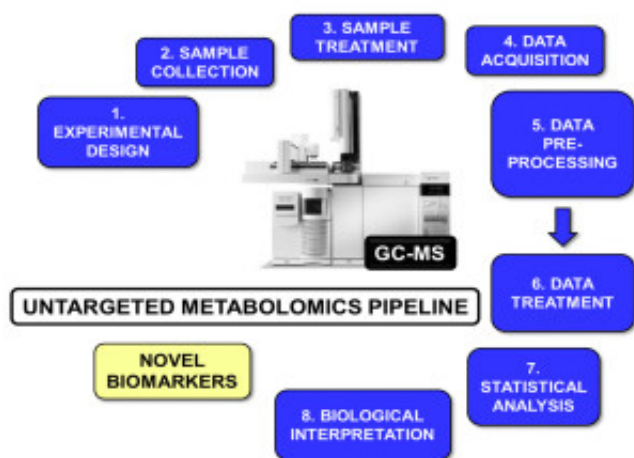 1.
EXPERIMENTAL
DESIGN
2. SAMPLE
COLLECTION
3. SAMPLE
TREATMENT
4. DATA
ACQUISITION
5. DATA
PRE-
PROCESSING
GC-MS
6. DATA
TREATMENT
UNTARGETED METABOLOMICS PIPELINE
7.
STATISTICAL
ANALYSIS
8. BIOLOGICAL
INTERPRETATION
NOVEL
BIOMARKERS